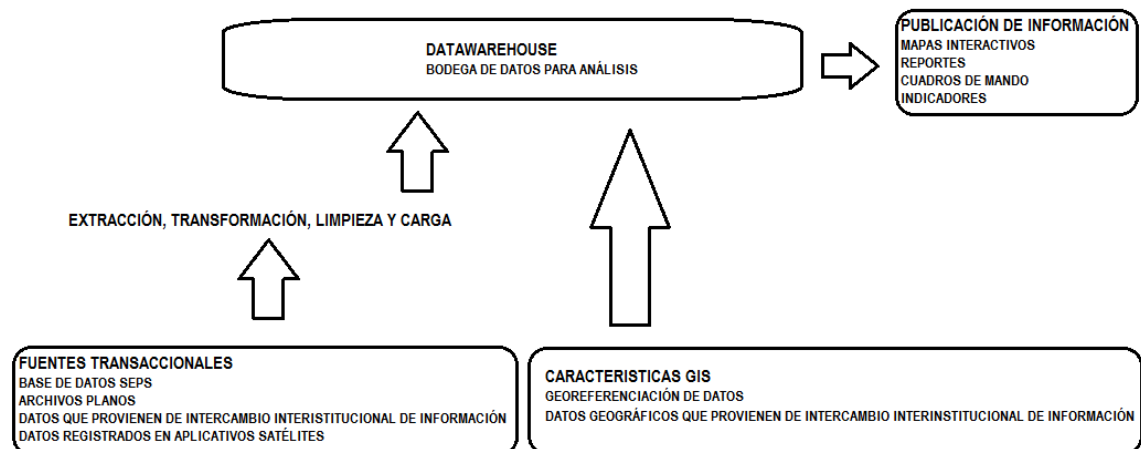 DATAWAREHOUSE
BODEGA DE DATOS PARA ANÁLISIS
PUBLICACIÓN DE INFORMACIÓN
MAPAS INTERACTIVOS
REPORTES
CUADROS DE MANDO
INDICADORES
EXTRACCIÓN, TRANSFORMACIÓN, LIMPIEZA Y CARGA
FUENTES TRANSACCIONALES
BASE DE DATOS SEPS
ARCHIVOS PLANOS
DATOS QUE PROVIENEN DE INTERCAMBIO INTERISTITUCIONAL DE INFORMACIÓN
DATOS REGISTRADOS EN APLICATIVOS SATÉLITES
CARACTERISTICAS GIS
GEOREFERENCIACIÓN DE DATOS
DATOS GEOGRÁFICOS QUE PROVIENEN DE INTERCAMBIO INTERINSTITUCIONAL DE INFORMACIÓN